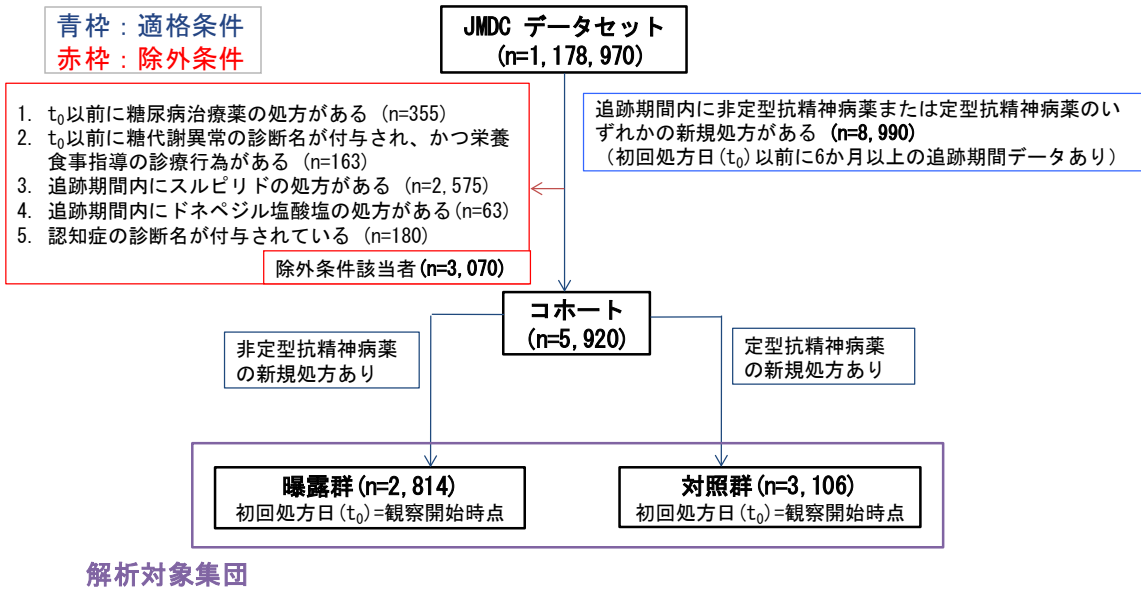 青枠：適格条件
赤枠：除外条件
JMDC データセット
(n=1,178,970)
1. t₀以前に糖尿病治療薬の処方がある (n=355)
2. t₀以前に糖代謝異常の診断名が付与され、かつ栄養
食事指導の診療行為がある (n=163)
3. 追跡期間内にスルピリドの処方がある (n=2,575)
4. 追跡期間内にドネペジル塩酸塩の処方がある(n=63)
5. 認知症の診断名が付与されている (n=180)
除外条件該当者(n=3,070)
追跡期間内に非定型抗精神病薬または定型抗精神病薬のい
ずれかの新規処方がある (n=8,990)
（初回処方日(t₀)以前に6か月以上の追跡期間データあり）
コホート
(n=5,920)
非定型抗精神病薬
の新規処方あり
定型抗精神病薬
の新規処方あり
曝露群(n=2,814)
初回処方日(t₀)=観察開始時点
対照群(n=3,106)
初回処方日(t₀)=観察開始時点
解析対象集団